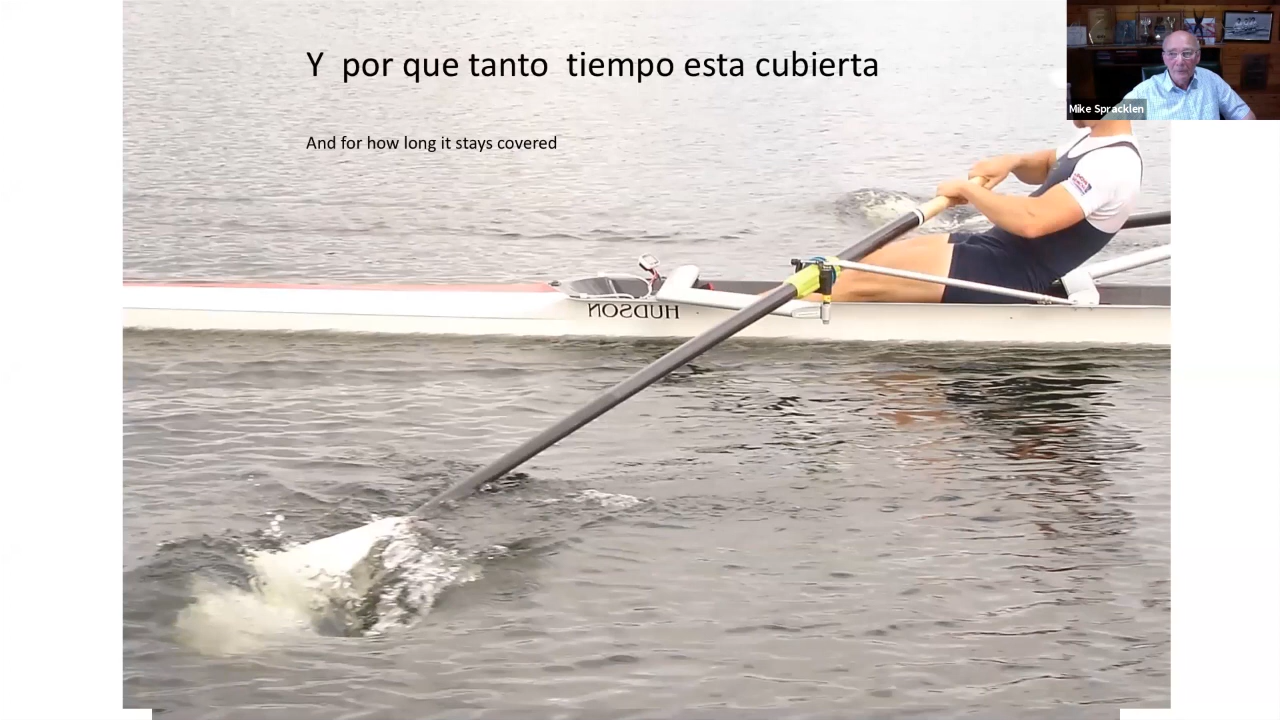 Y  por que tanto  tiempo esta cubierta
And for how long it stays covered
Mike Spracklen
HUDSON